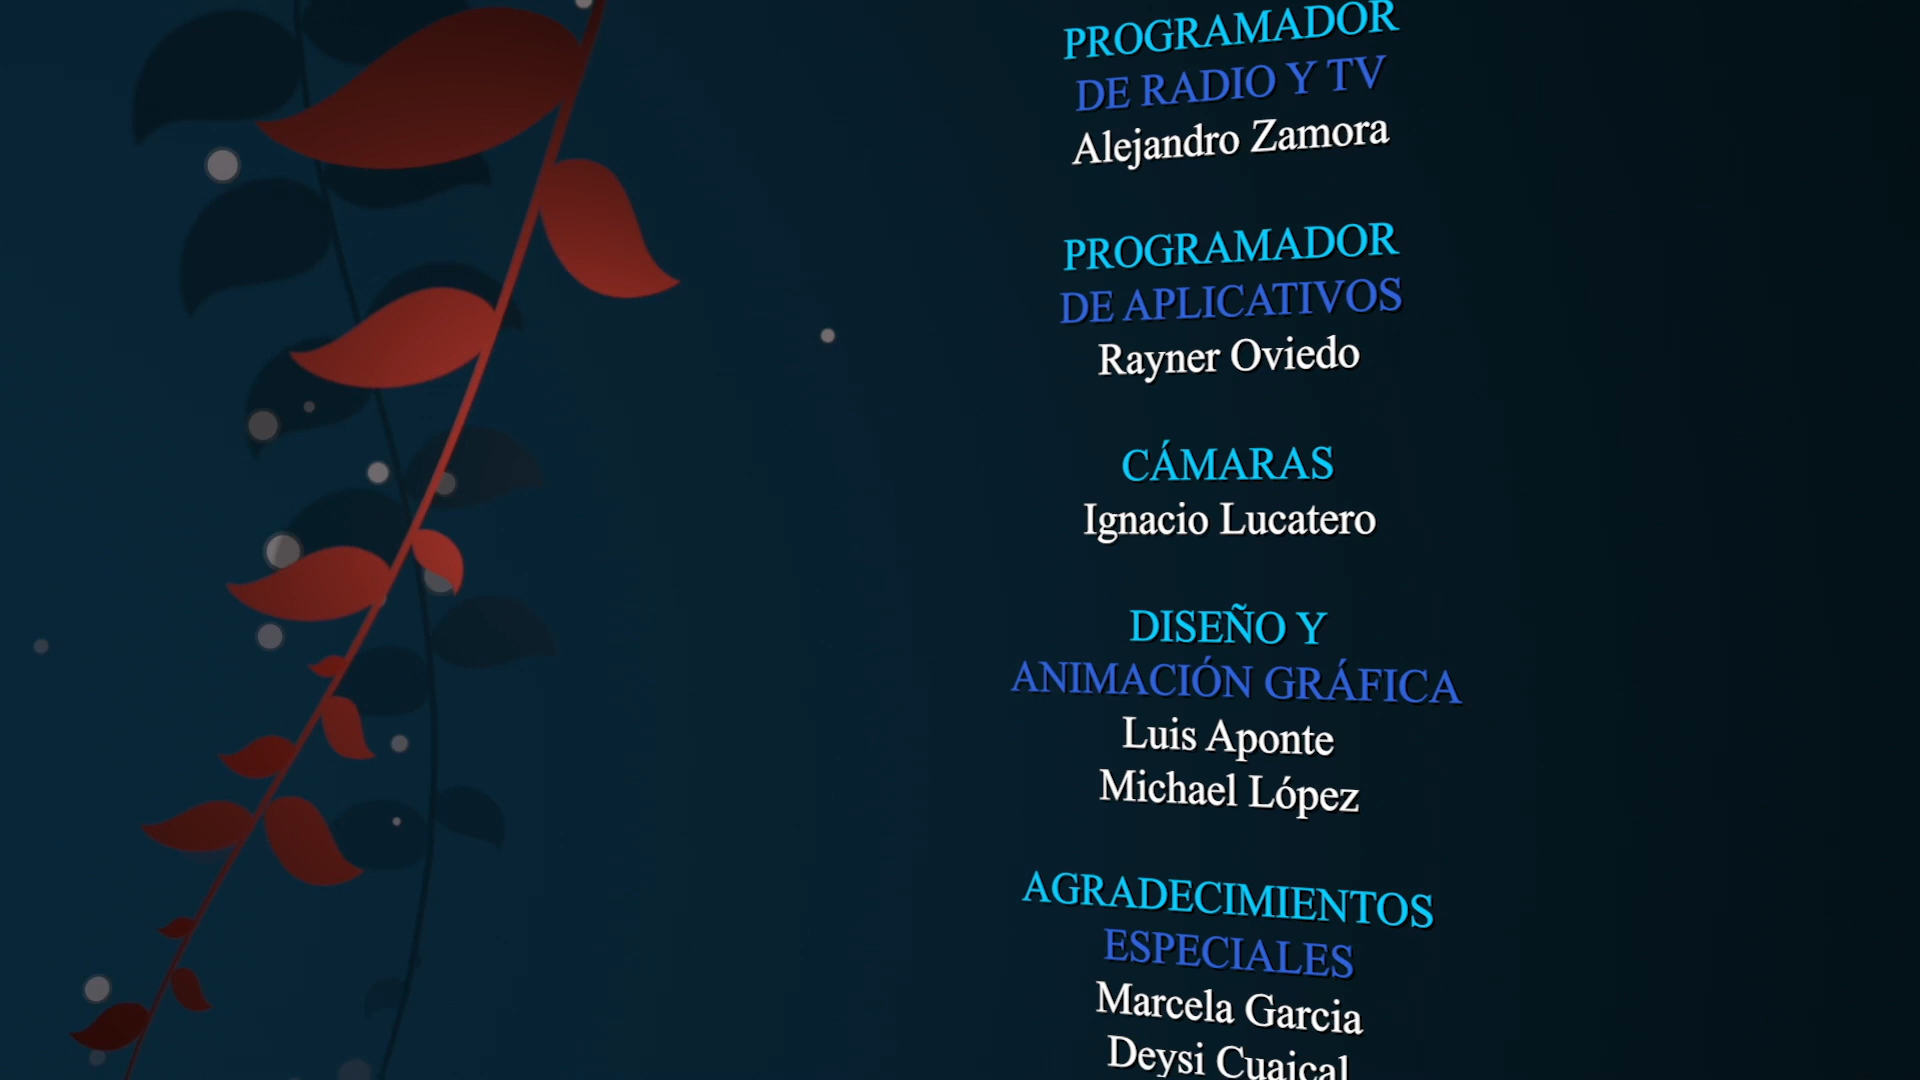 PROGRAMADOR
DE RADIO Y TV
Alejandro Zamora
PROGRAMADOR
DE APLICATIVOS
Rayner Oviedo
CÁMARAS
Ignacio Lucatero
DISEÑO Y
ANIMACIÓN GRÁFICA
Luis Aponte
Michael López
AGRADECIMIENTOS
ESPECIALES
Marcela Garcia
Deysi Cuaical